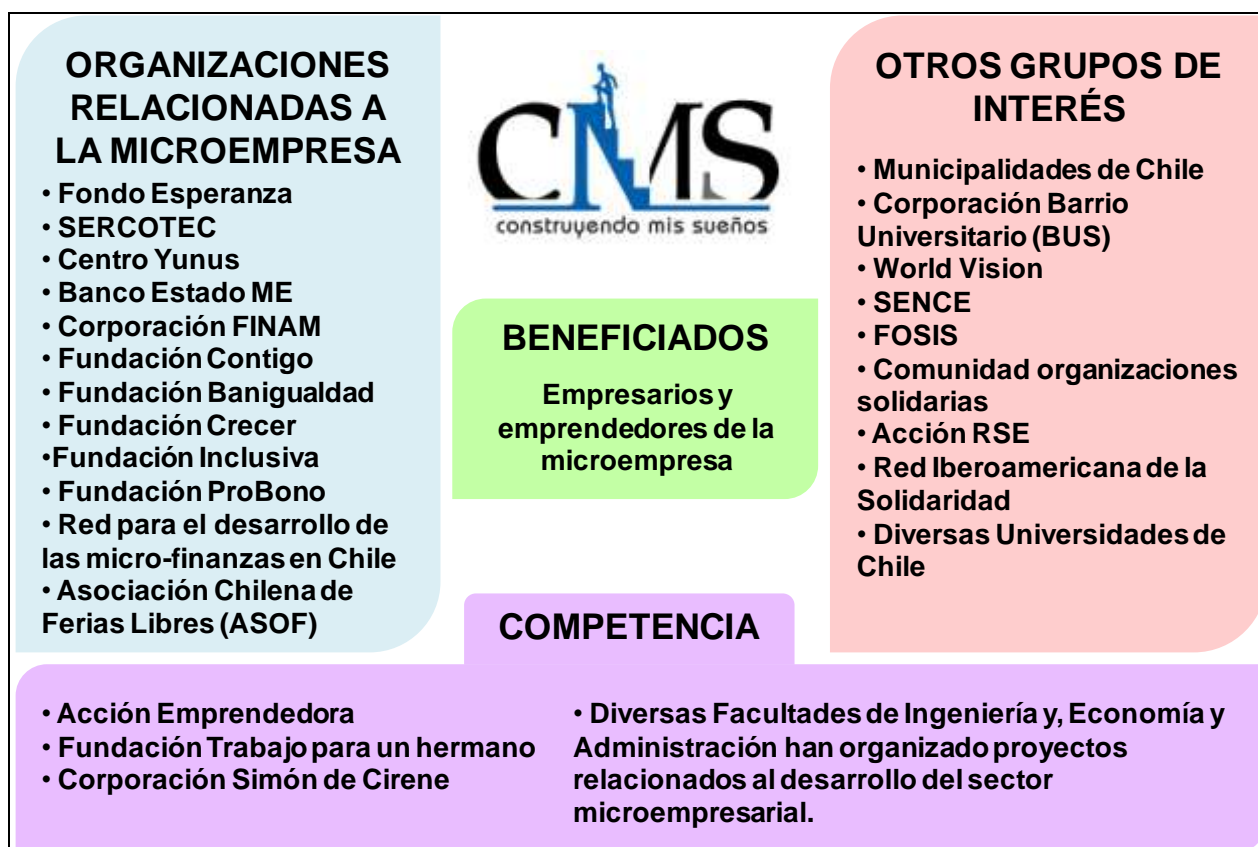 ORGANIZACIONES
RELACIONADAS A
LA MICROEMPRESA
• Fondo Esperanza
• SERCOTEC
• Centro Yunus
• Banco Estado ME
• Corporación FINAM
• Fundación Contigo
• Fundación Banigualdad
• Fundación Crecer
•Fundación Inclusiva
• Fundación ProBono
• Red para el desarrollo de
las micro-finanzas en Chile
• Asociación Chilena de
Ferias Libres (ASOF)
CMS
construyendo mis sueños
BENEFICIADOS
Empresarios y
emprendedores de la
microempresa
OTROS GRUPOS DE
INTERÉS
• Municipalidades de Chile
• Corporación Barrio
Universitario (BUS)
• World Vision
• SENCE
• FOSIS
• Comunidad organizaciones
solidarias
• Acción RSE
• Red Iberoamericana de la
Solidaridad
• Diversas Universidades de
Chile
COMPETENCIA
• Acción Emprendedora
• Fundación Trabajo para un hermano
• Corporación Simón de Cirene
• Diversas Facultades de Ingeniería y, Economía y
Administración han organizado proyectos
relacionados al desarrollo del sector
microempresarial.